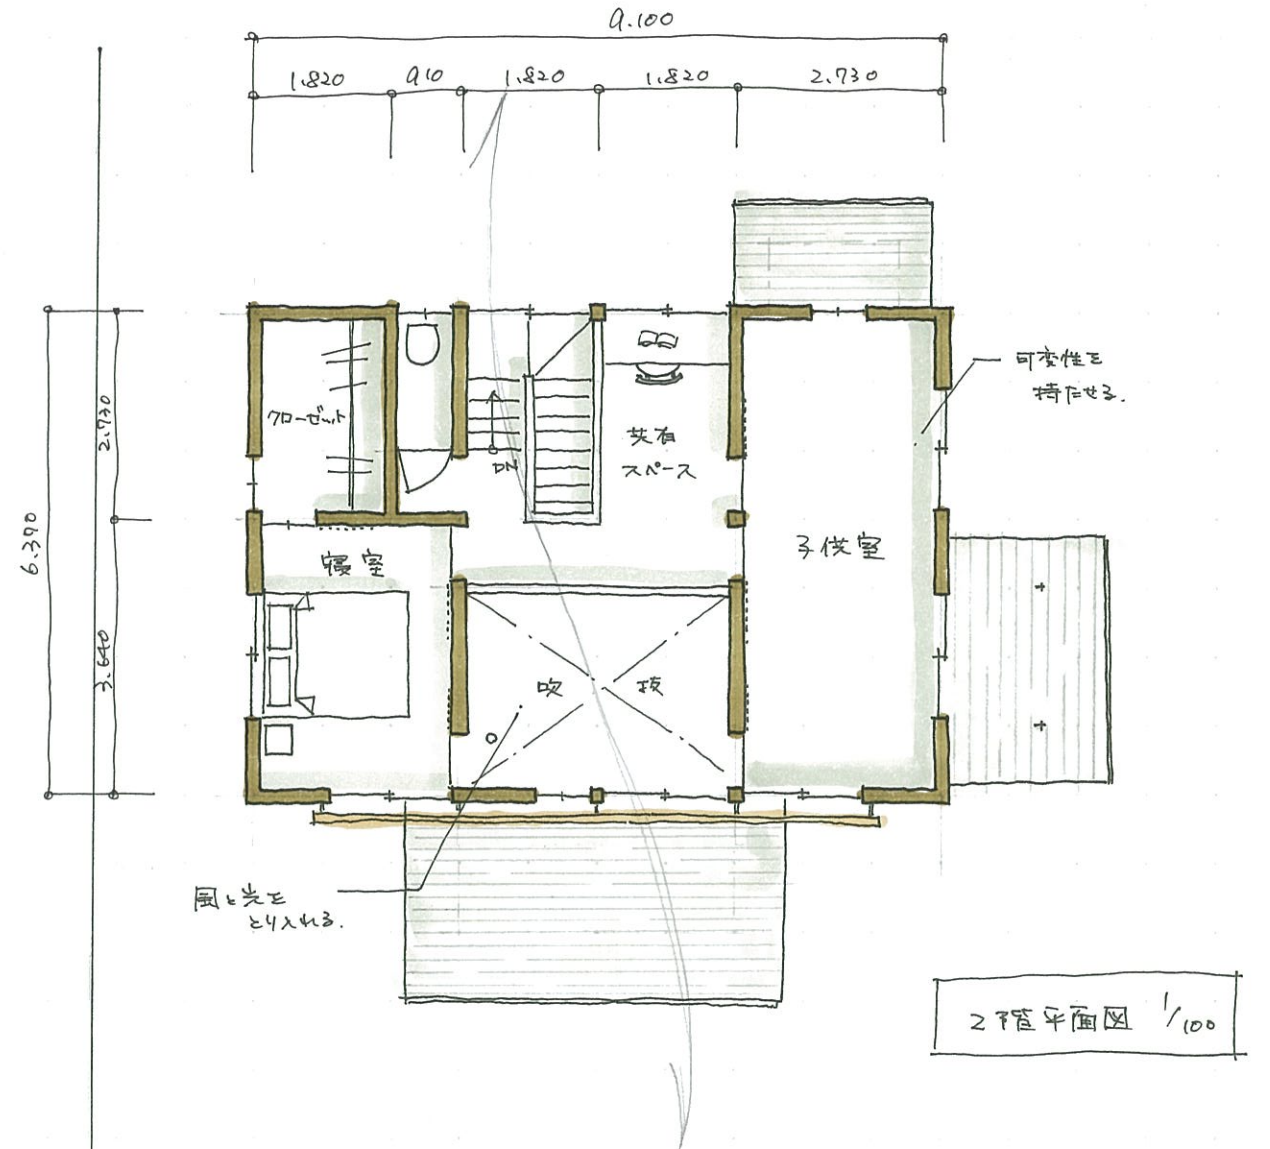 9.100
1.820 910 1.820 1.820 2.730
可変性を
持たせる.
2.730
クローゼット
共有
スペース
DN
6.370
子供室
寝室
3.640
吹 抜
風と光を
とり入れる.
2階平面図 1/100